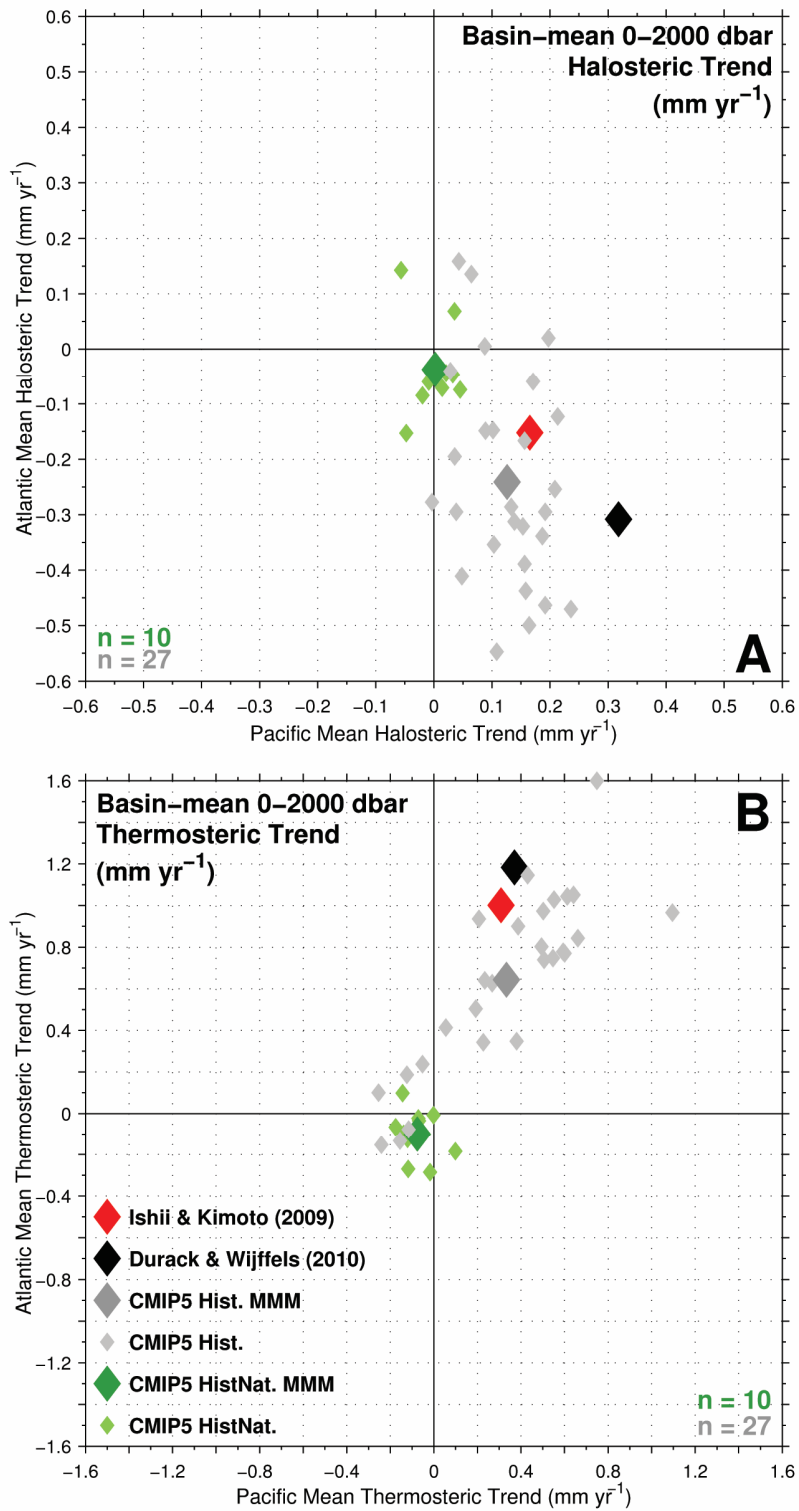 Basin−mean 0−2000 dbar
Halosteric Trend
(mm yr−1)
0.6
0.5
0.4
0.3
0.2
0.1
0
−0.1
−0.2
−0.3
−0.4
−0.5
−0.6
Atlantic Mean Halosteric Trend (mm yr−1)
n = 10
n = 27
A
−0.6 −0.5 −0.4 −0.3 −0.2 −0.1 0 0.1 0.2 0.3 0.4 0.5 0.6
Pacific Mean Halosteric Trend (mm yr−1)
Basin−mean 0−2000 dbar
Thermosteric Trend
(mm yr−1)
B
1.6
1.2
0.8
0.4
0
−0.4
−0.8
−1.2
−1.6
Atlantic Mean Thermosteric Trend (mm yr−1)
Ishii & Kimoto (2009)
Durack & Wijffels (2010)
CMIP5 Hist. MMM
CMIP5 Hist.
CMIP5 HistNat. MMM
CMIP5 HistNat.
n = 10
n = 27
−1.6 −1.2 −0.8 −0.4 0 0.4 0.8 1.2 1.6
Pacific Mean Thermosteric Trend (mm yr−1)